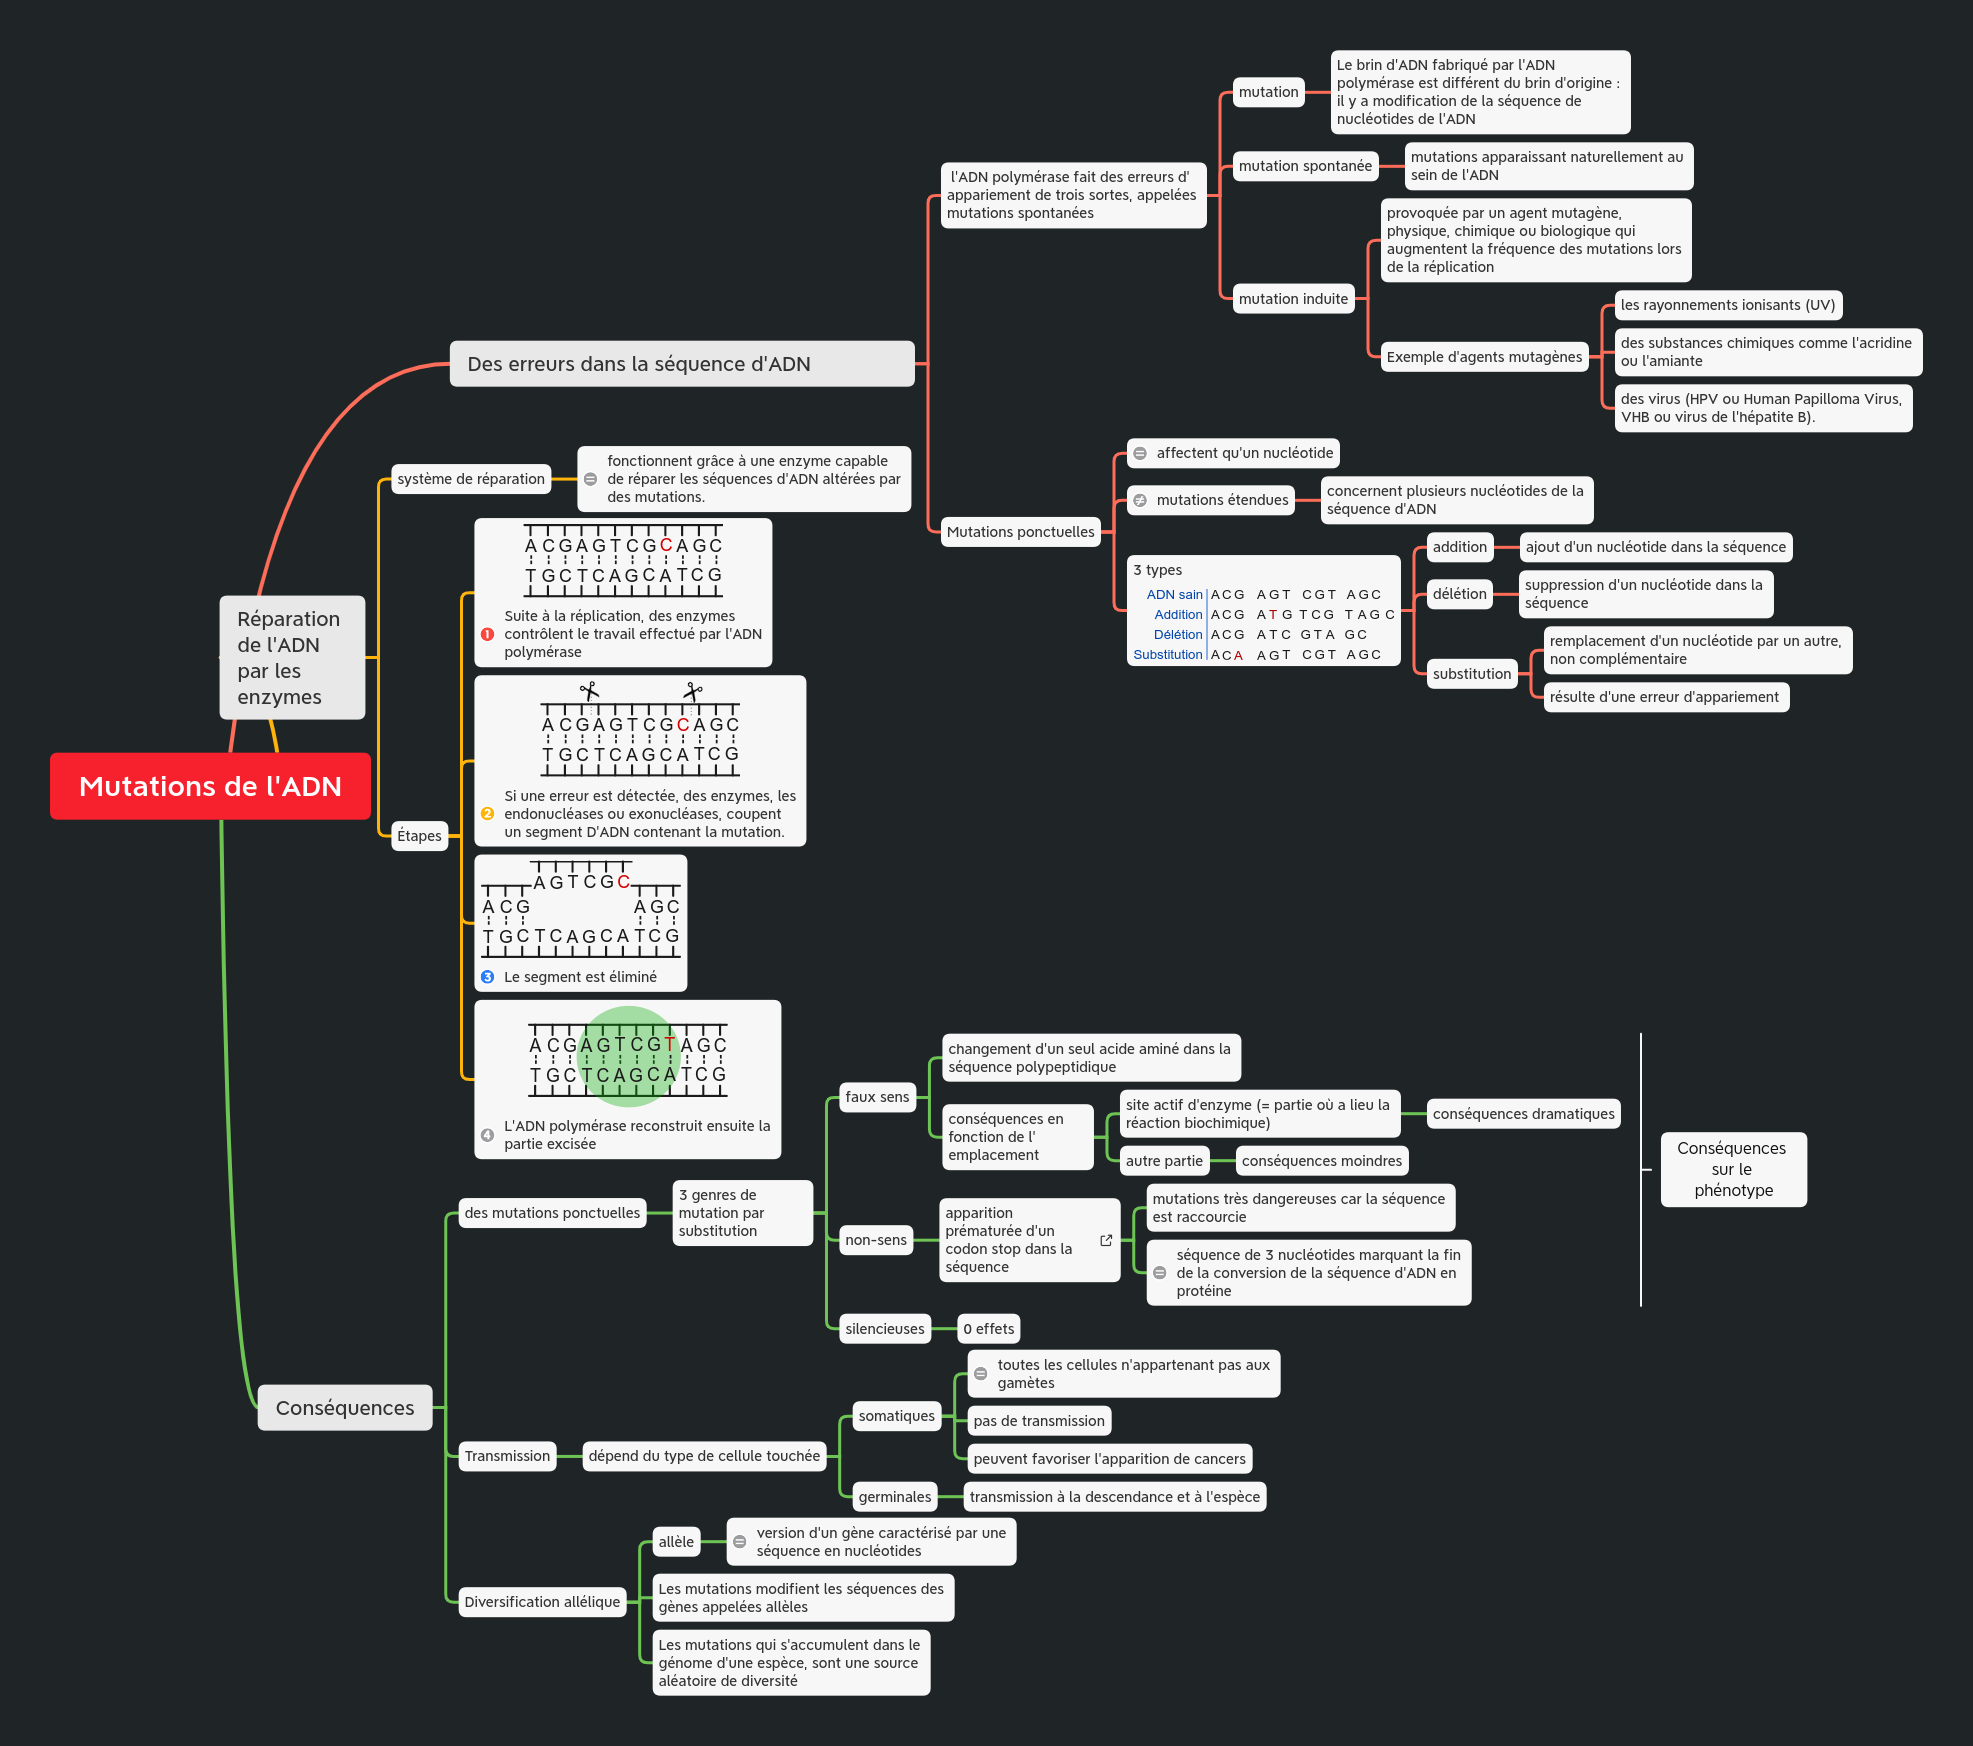 Mutations de l'ADN
Des erreurs dans la séquence d'ADN
l'ADN polymérase fait des erreurs d'
appariement de trois sortes, appelées
mutations spontanées
mutation
Le brin d'ADN fabriqué par l'ADN
polymérase est différent du brin d'origine :
il y a modification de la séquence de
nucléotides de l'ADN
mutation spontanée
mutations apparaissant naturellement au
sein de l'ADN
mutation induite
provoquée par un agent mutagène,
physique, chimique ou biologique qui
augmentent la fréquence des mutations lors
de la réplication
Exemple d'agents mutagènes
les rayonnements ionisants (UV)
des substances chimiques comme l'acridine
ou l'amiante
des virus (HPV ou Human Papilloma Virus,
VHB ou virus de l'hépatite B).
Mutations ponctuelles
= affectent qu'un nucléotide
≠ mutations étendues
concernent plusieurs nucléotides de la
séquence d'ADN
3 types
ADN sain ACG AGT CGT AGC
Addition ACG ATG TCG TAGC
Délétion ACG ATC GTA GC
Substitution ACA AGT CGT AGC
addition
ajout d'un nucléotide dans la séquence
délétion
suppression d'un nucléotide dans la
séquence
substitution
remplacement d'un nucléotide par un autre,
non complémentaire
résulte d'une erreur d'appariement
Réparation
de l'ADN
par les
enzymes
système de réparation
= fonctionnent grâce à une enzyme capable
de réparer les séquences d'ADN altérées par
des mutations.
Étapes
ACGAGTCGCAGC
TGCTCAGCATCG
1 Suite à la réplication, des enzymes
contrôlent le travail effectué par l'ADN
polymérase
ACGAGTCGCAGC
TGCTCAGCATCG
2 Si une erreur est détectée, des enzymes, les
endonucléases ou exonucléases, coupent
un segment D'ADN contenant la mutation.
AGTCGC
ACG AGC
TGCTCAGCATCG
3 Le segment est éliminé
ACGAGTCGTAGC
TGCTCAGCATCG
4 L'ADN polymérase reconstruit ensuite la
partie excisée
Conséquences
des mutations ponctuelles
3 genres de
mutation par
substitution
faux sens
changement d'un seul acide aminé dans la
séquence polypeptidique
conséquences en
fonction de l'
emplacement
site actif d'enzyme (= partie où a lieu la
réaction biochimique)
conséquences dramatiques
autre partie
conséquences moindres
non-sens
apparition
prématurée d'un
codon stop dans la
séquence
mutations très dangereuses car la séquence
est raccourcie
= séquence de 3 nucléotides marquant la fin
de la conversion de la séquence d'ADN en
protéine
silencieuses
0 effets
Conséquences
sur le
phénotype
Transmission
dépend du type de cellule touchée
somatiques
= toutes les cellules n'appartenant pas aux
gamètes
pas de transmission
peuvent favoriser l'apparition de cancers
germinales
transmission à la descendance et à l'espèce
Diversification allélique
allèle
= version d'un gène caractérisé par une
séquence en nucléotides
Les mutations modifient les séquences des
gènes appelées allèles
Les mutations qui s'accumulent dans le
génome d'une espèce, sont une source
aléatoire de diversité